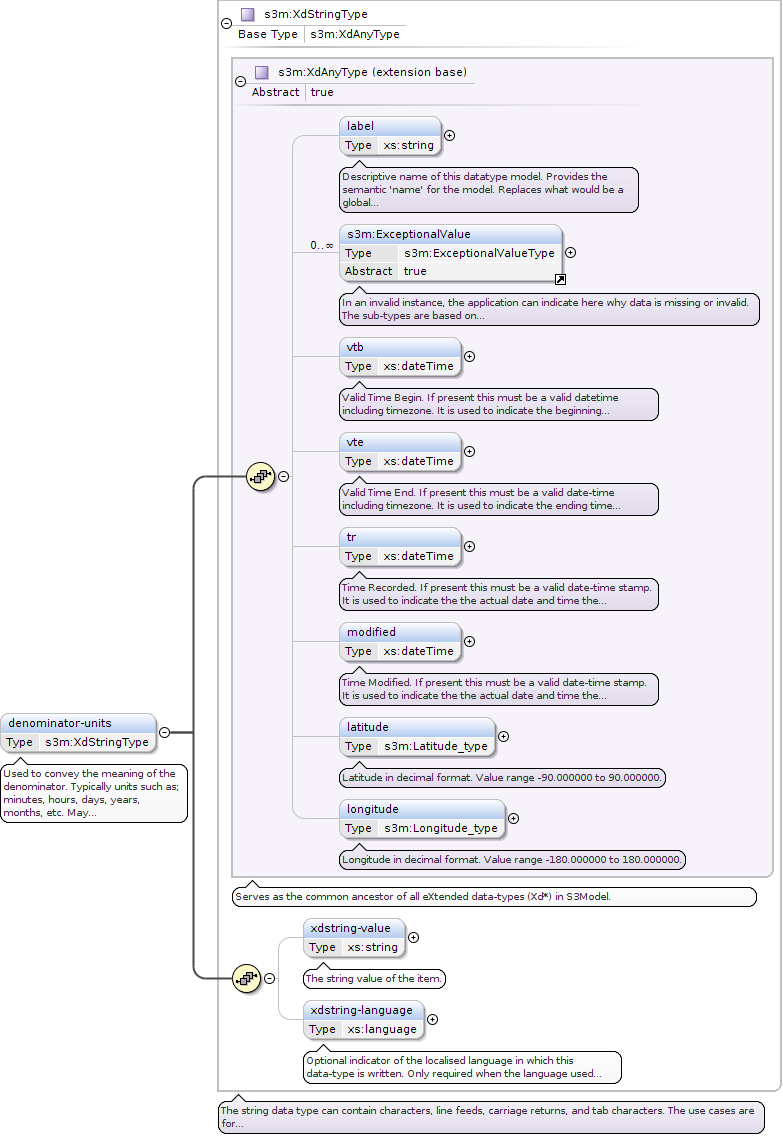 s3m:XdStringType
Base Type s3m:XdAnyType
s3m:XdAnyType (extension base)
Abstract true
label
Type xs:string
Descriptive name of this datatype model. Provides the
semantic 'name' for the model. Replaces what would be a
global...
0..∞
s3m:ExceptionalValue
Type s3m:ExceptionalValueType
Abstract true
In an invalid instance, the application can indicate here why data is missing or invalid.
The sub-types are based on...
vtb
Type xs:dateTime
Valid Time Begin. If present this must be a valid datetime
including timezone. It is used to indicate the beginning...
vte
Type xs:dateTime
Valid Time End. If present this must be a valid date-time
including timezone. It is used to indicate the ending time...
tr
Type xs:dateTime
Time Recorded. If present this must be a valid date-time stamp.
It is used to indicate the the actual date and time the...
modified
Type xs:dateTime
Time Modified. If present this must be a valid date-time stamp.
It is used to indicate the the actual date and time the...
latitude
Type s3m:Latitude_type
Latitude in decimal format. Value range -90.000000 to 90.000000.
longitude
Type s3m:Longitude_type
Longitude in decimal format. Value range -180.000000 to 180.000000.
Serves as the common ancestor of all eXtended data-types (Xd*) in S3Model.
denominator-units
Type s3m:XdStringType
Used to convey the meaning of the
denominator. Typically units such as;
minutes, hours, days, years,
months, etc. May...
xdstring-value
Type xs:string
The string value of the item.
xdstring-language
Type xs:language
Optional indicator of the localised language in which this
data-type is written. Only required when the language used...
The string data type can contain characters, line feeds, carriage returns, and tab characters. The use cases are
for...